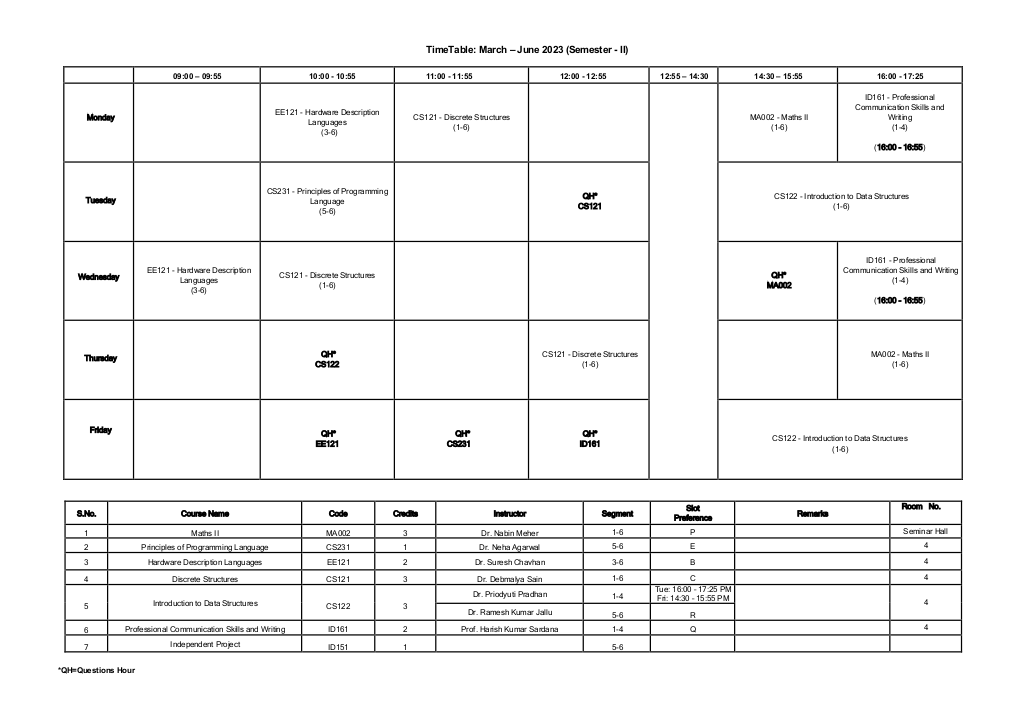 TimeTable: March – June 2023 (Semester - II)
09:00 – 09:55 10:00 - 10:55 11:00 - 11:55 12:00 - 12:55 12:55 – 14:30 14:30 – 15:55 16:00 - 17:25
Monday
EE121 - Hardware Description
Languages
(3-6)
CS121 - Discrete Structures
(1-6)
MA002 - Maths II
(1-6)
ID161 - Professional
Communication Skills and
Writing
(1-4)
(16:00 - 16:55)
Tuesday
CS231 - Principles of Programming
Language
(5-6)
QH*
CS121
CS122 - Introduction to Data Structures
(1-6)
Wednesday
EE121 - Hardware Description
Languages
(3-6)
CS121 - Discrete Structures
(1-6)
QH*
MA002
ID161 - Professional
Communication Skills and Writing
(1-4)
(16:00 - 16:55)
Thursday
QH*
CS122
CS121 - Discrete Structures
(1-6)
MA002 - Maths II
(1-6)
Friday
QH*
EE121
QH*
CS231
QH*
ID161
CS122 - Introduction to Data Structures
(1-6)
S.No. Course Name Code Credits Instructor Segment Slot Preference Remarks Room No.
1 Maths II MA002 3 Dr. Nabin Meher 1-6 P Seminar Hall
2 Principles of Programming Language CS231 1 Dr. Neha Agarwal 5-6 E 4
3 Hardware Description Languages EE121 2 Dr. Suresh Chavhan 3-6 B 4
4 Discrete Structures CS121 3 Dr. Debmalya Sain 1-6 C 4
5 Introduction to Data Structures CS122 3 Dr. Priodyuti Pradhan 1-4 Tue: 16:00 - 17:25 PM
Fri: 14:30 - 15:55 PM 4
Dr. Ramesh Kumar Jallu 5-6 R
6 Professional Communication Skills and Writing ID161 2 Prof. Harish Kumar Sardana 1-4 Q 4
7 Independent Project ID151 1 5-6
*QH=Questions Hour